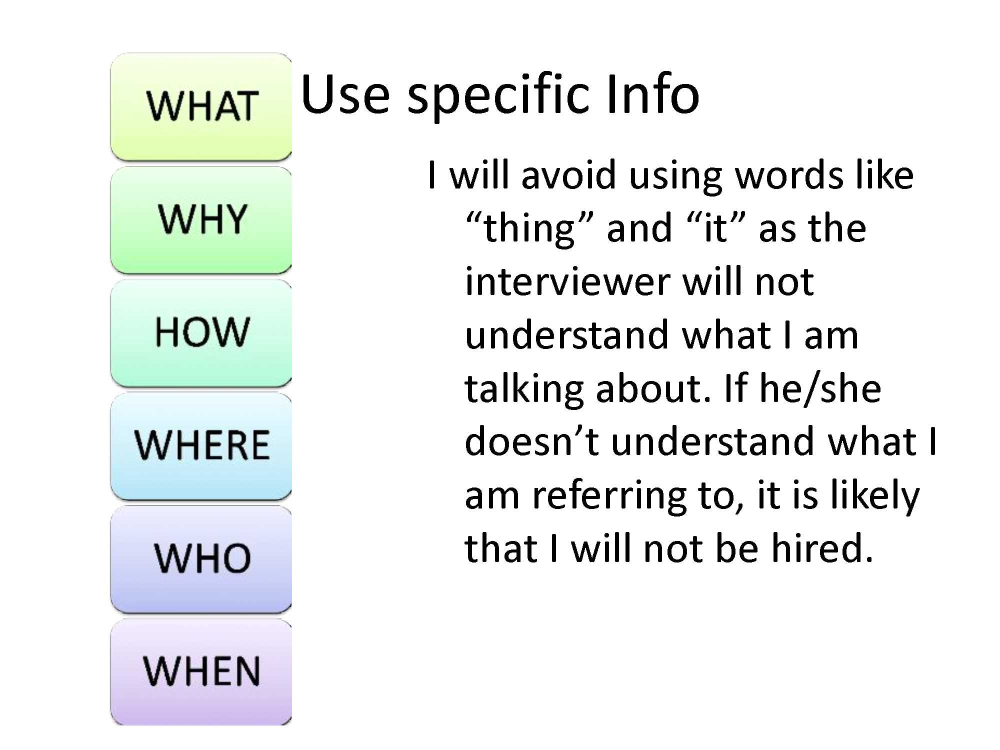 Use specific Info
WHAT
WHY
HOW
WHERE
WHO
WHEN
I will avoid using words like
“thing” and “it” as the
interviewer will not
understand what I am
talking about. If he/she
doesn’t understand what I
am referring to, it is likely
that I will not be hired.